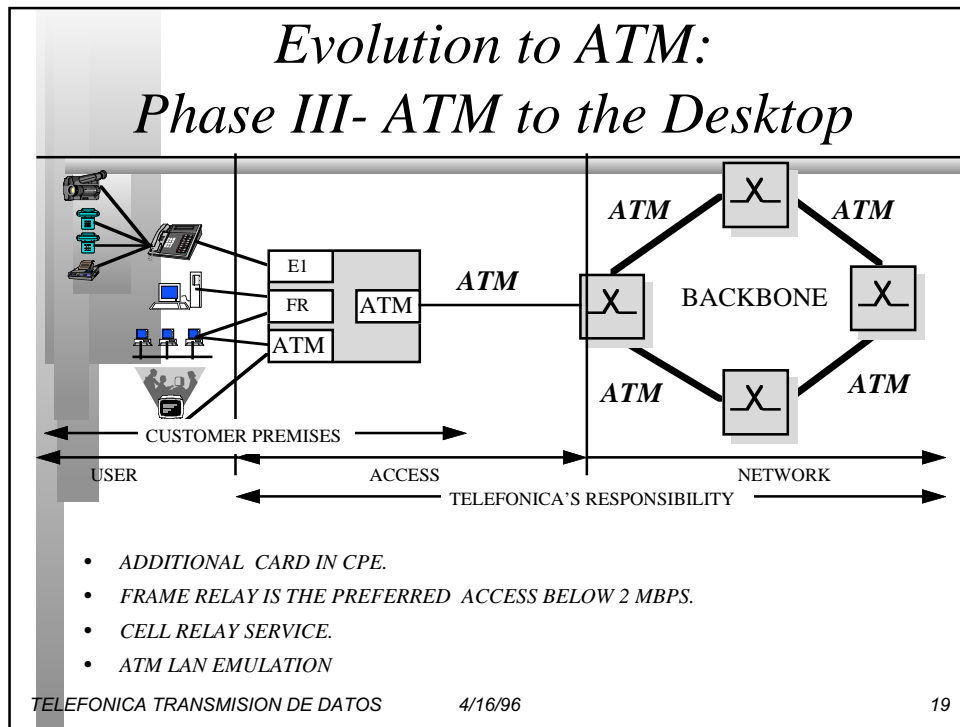 Evolution to ATM:
Phase III- ATM to the Desktop
ATM
ATM
E1
FR
ATM
ATM
ATM
BACKBONE
ATM
ATM
CUSTOMER PREMISES
USER
ACCESS
NETWORK
TELEFONICA'S RESPONSIBILITY
• ADDITIONAL CARD IN CPE.
• FRAME RELAY IS THE PREFERRED ACCESS BELOW 2 MBPS.
• CELL RELAY SERVICE.
• ATM LAN EMULATION
TELEFONICA TRANSMISION DE DATOS 4/16/96 19